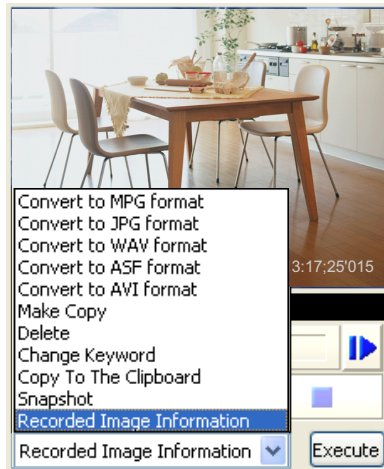 Convert to MPG format
Convert to JPG format
Convert to WAV format
Convert to ASF format
3:17;25'015
Convert to AVI format
Make Copy
Delete
Change Keyword
Copy To The Clipboard
Snapshot
Recorded Image Information
Recorded Image Information
Execute